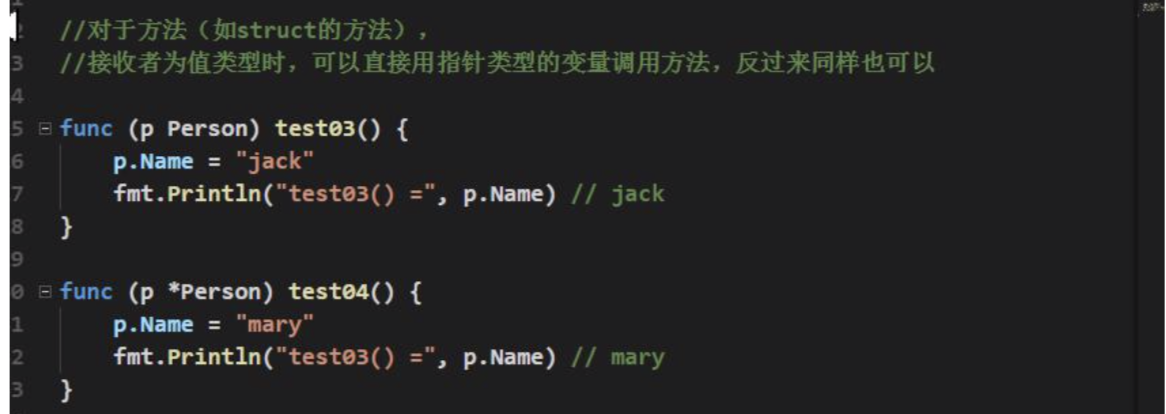 //对于方法（如struct的方法），
3 //接收者为值类型时，可以直接用指针类型的变量调用方法，反过来同样也可以
4
5 func (p Person) test03() {
6     p.Name = "jack"
7     fmt.Println("test03() =", p.Name) // jack
8 }
9
0 func (p *Person) test04() {
1     p.Name = "mary"
2     fmt.Println("test03() =", p.Name) // mary
3 }